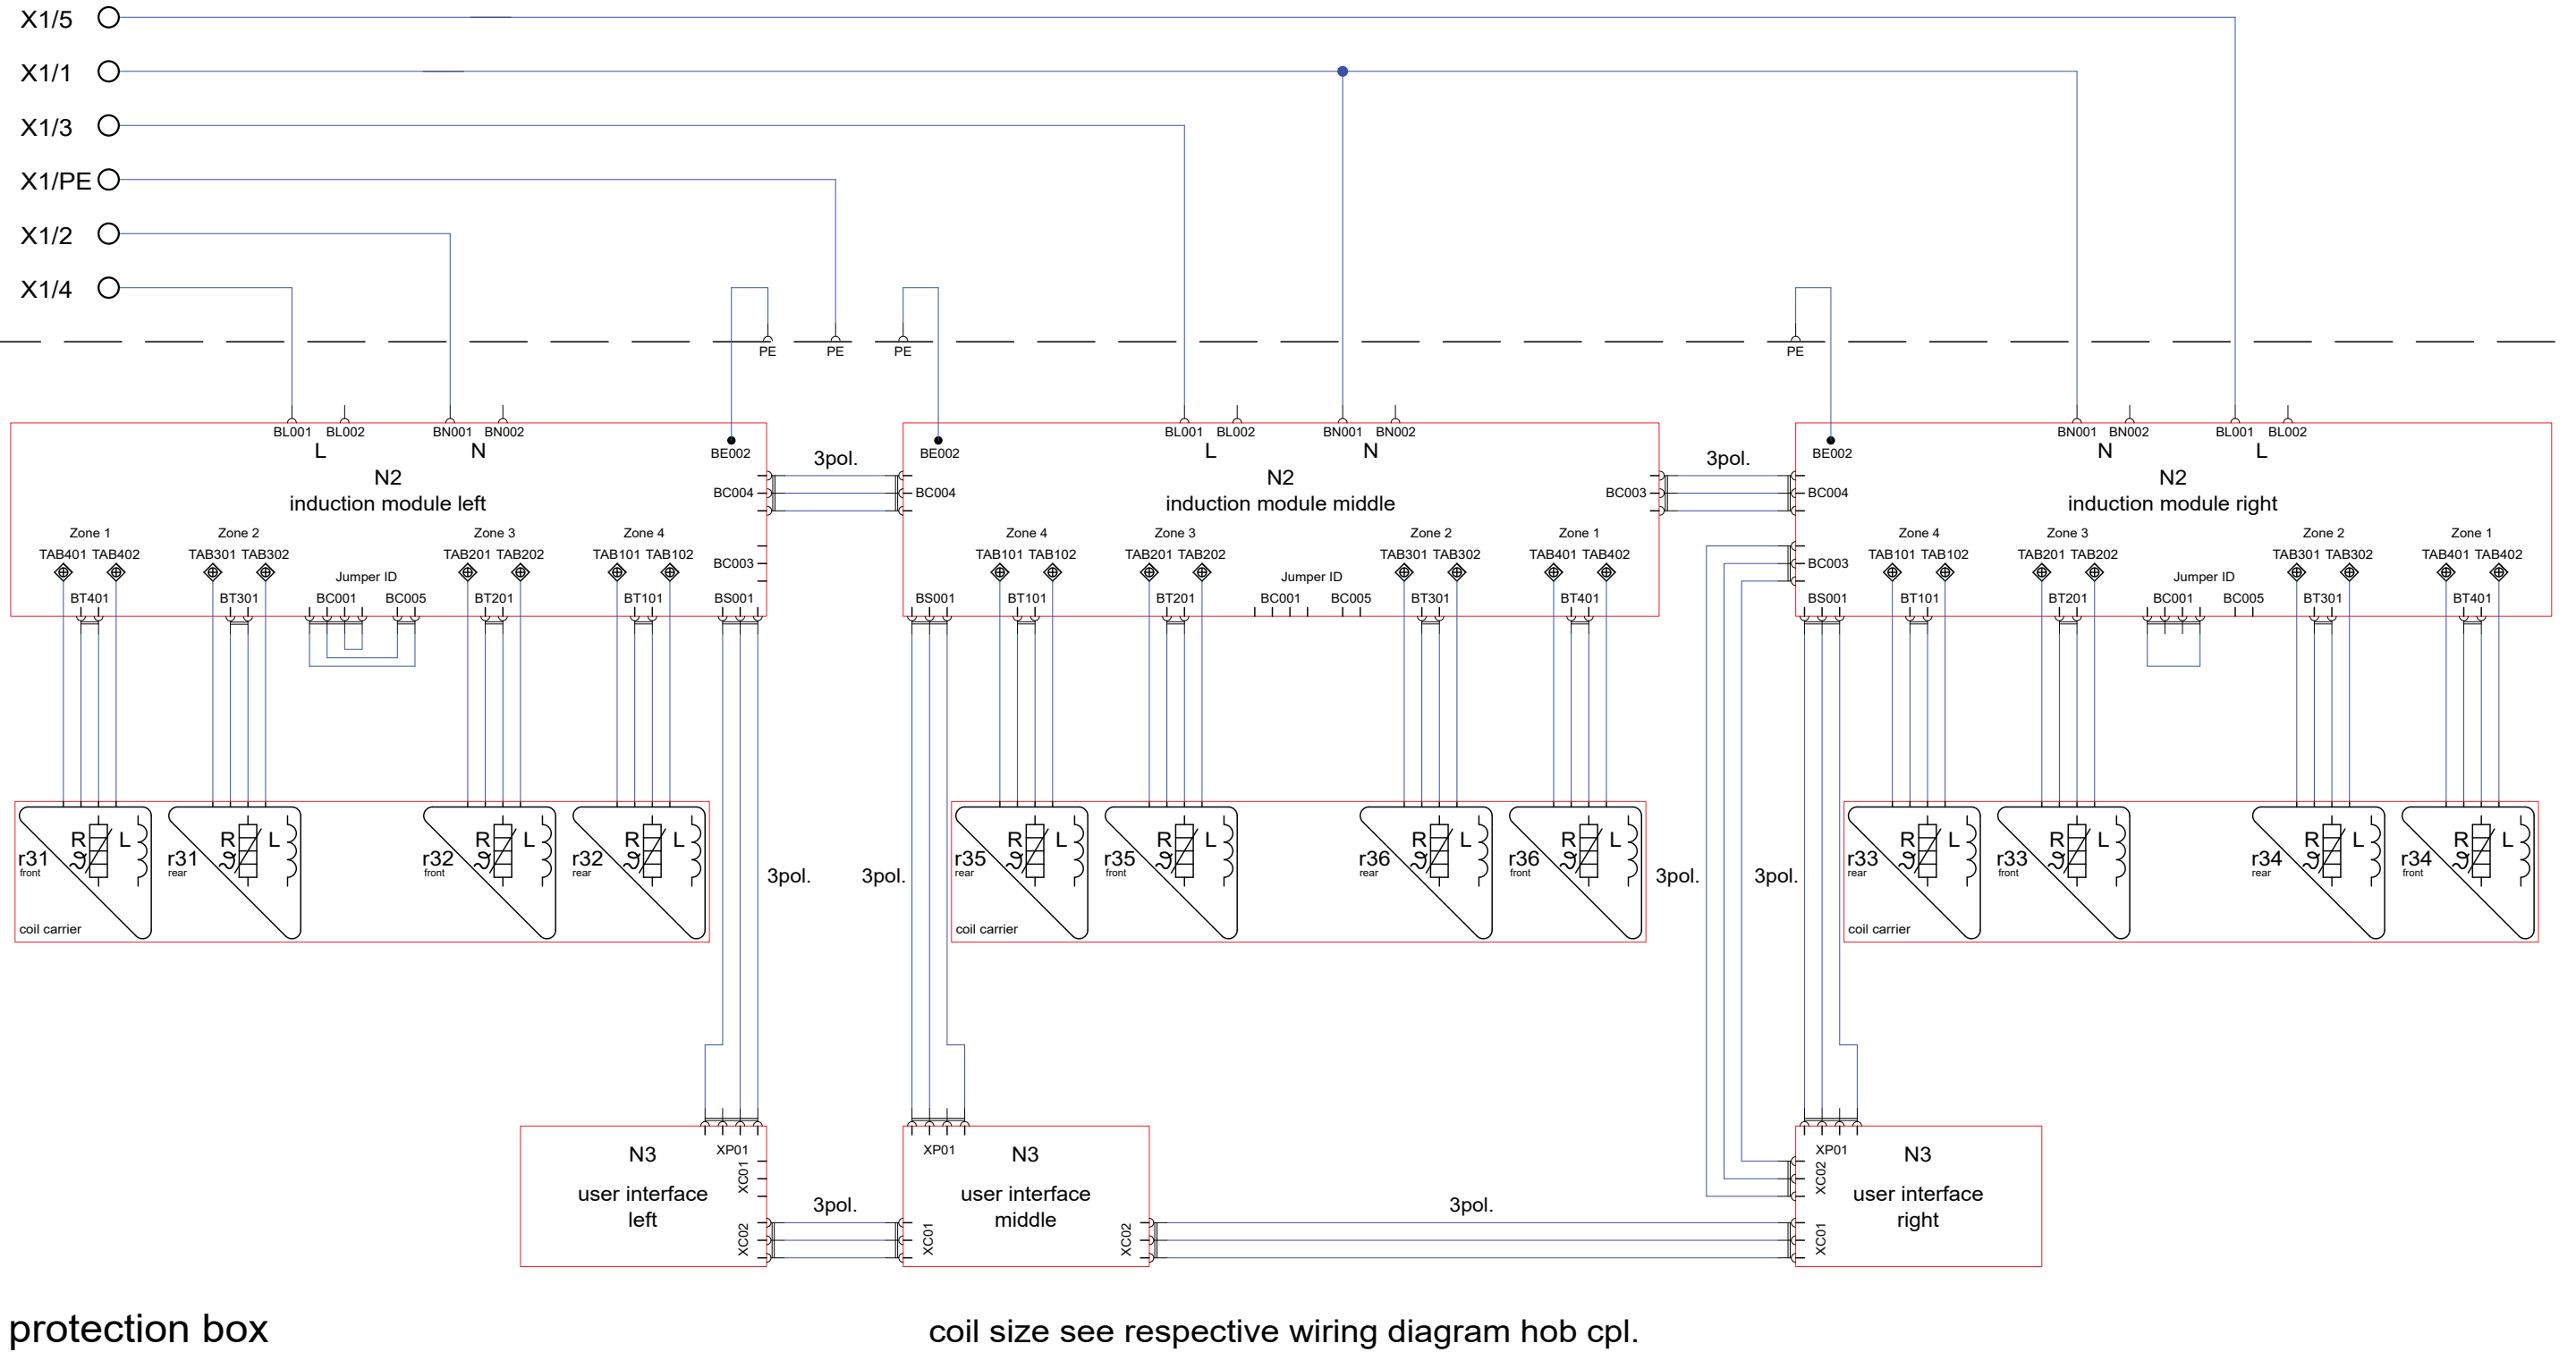 X1/5
X1/1
X1/3
X1/PE
X1/2
X1/4
PE PE PE PE
BL001 BL002 BN001 BN002 BL001 BL002 BN001 BN002 BN001 BN002 BL001 BL002
L N L N N L
BE002 BE002 BE002
3pol. 3pol.
N2 N2 N2
BC004 BC004 BC003 BC004
induction module left induction module middle induction module right
Zone 1 Zone 2 Zone 3 Zone 4 Zone 4 Zone 3 Zone 2 Zone 1 Zone 4 Zone 3 Zone 2 Zone 1
TAB401 TAB402 TAB301 TAB302 TAB201 TAB202 TAB101 TAB102 TAB101 TAB102 TAB201 TAB202 TAB301 TAB302 TAB401 TAB402 TAB101 TAB102 TAB201 TAB202 TAB301 TAB302 TAB401 TAB402
BC003 BC003
Jumper ID Jumper ID Jumper ID
BT401 BT301 BC001 BC005 BT201 BT101 BS001 BS001 BT101 BT201 BC001 BC005 BT301 BT401 BS001 BT101 BT201 BC001 BC005 BT301 BT401
R L R L R L R L R L R L R L R L R L R L R L R L
ϑ ϑ ϑ ϑ ϑ ϑ ϑ ϑ ϑ ϑ ϑ ϑ
r31 r31 r32 r32 r35 r35 r36 r36 r33 r33 r34 r34
front rear front rear rear front rear front rear front rear front
3pol. 3pol. 3pol. 3pol.
coil carrier coil carrier coil carrier
N3 XP01 XP01 N3 XP01 N3
XC01 XC02
user interface user interface user interface
left middle right
3pol. 3pol.
XC02 XC01 XC02 XC01
protection box
coil size see respective wiring diagram hob cpl.